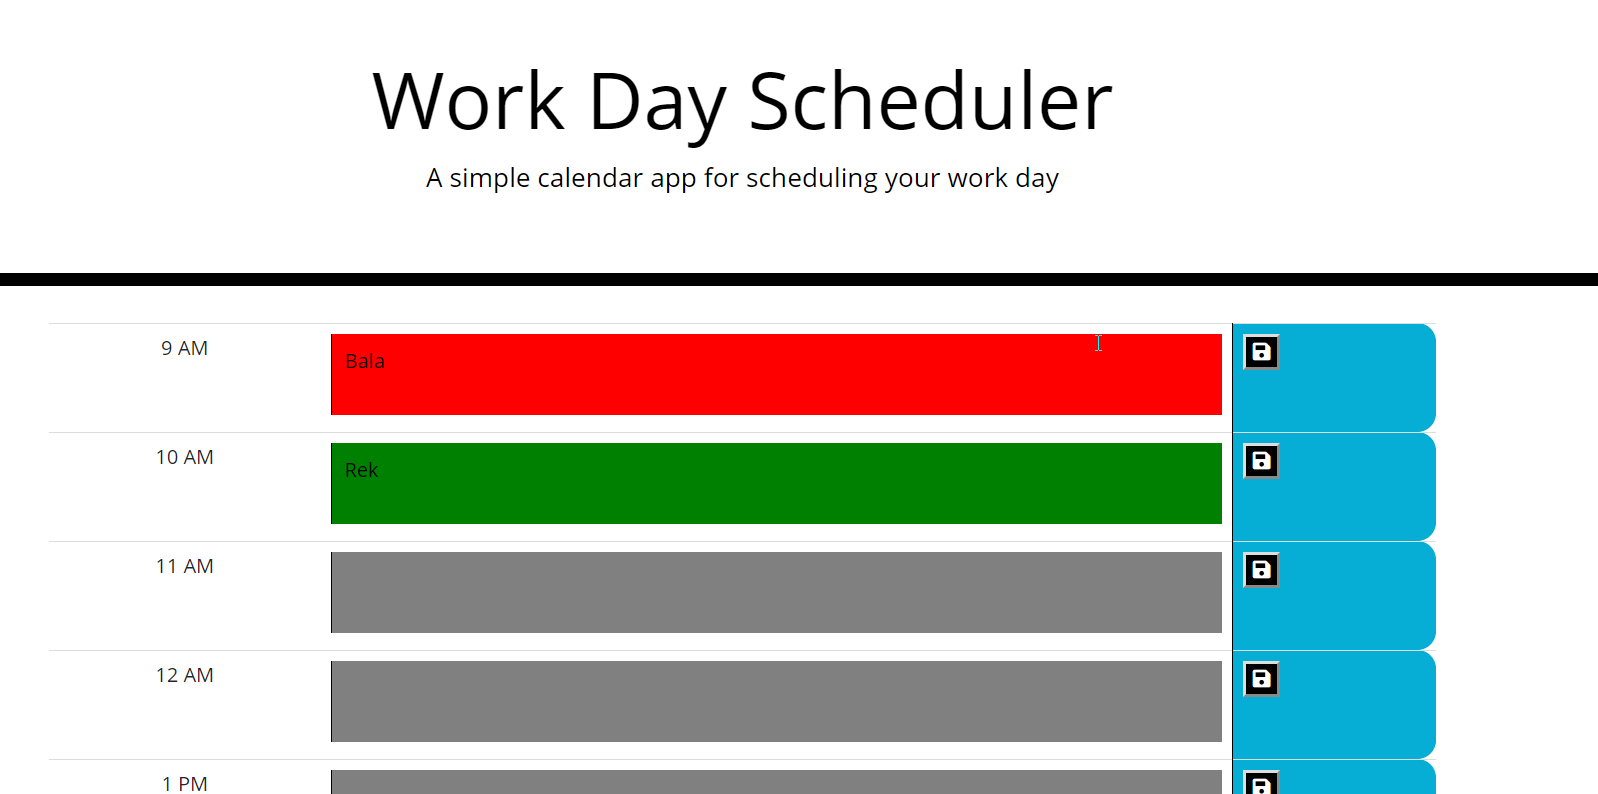 Work Day Scheduler
A simple calendar app for scheduling your work day
9 AM
Bala
10 AM
Rek
11 AM
12 AM
1 PM